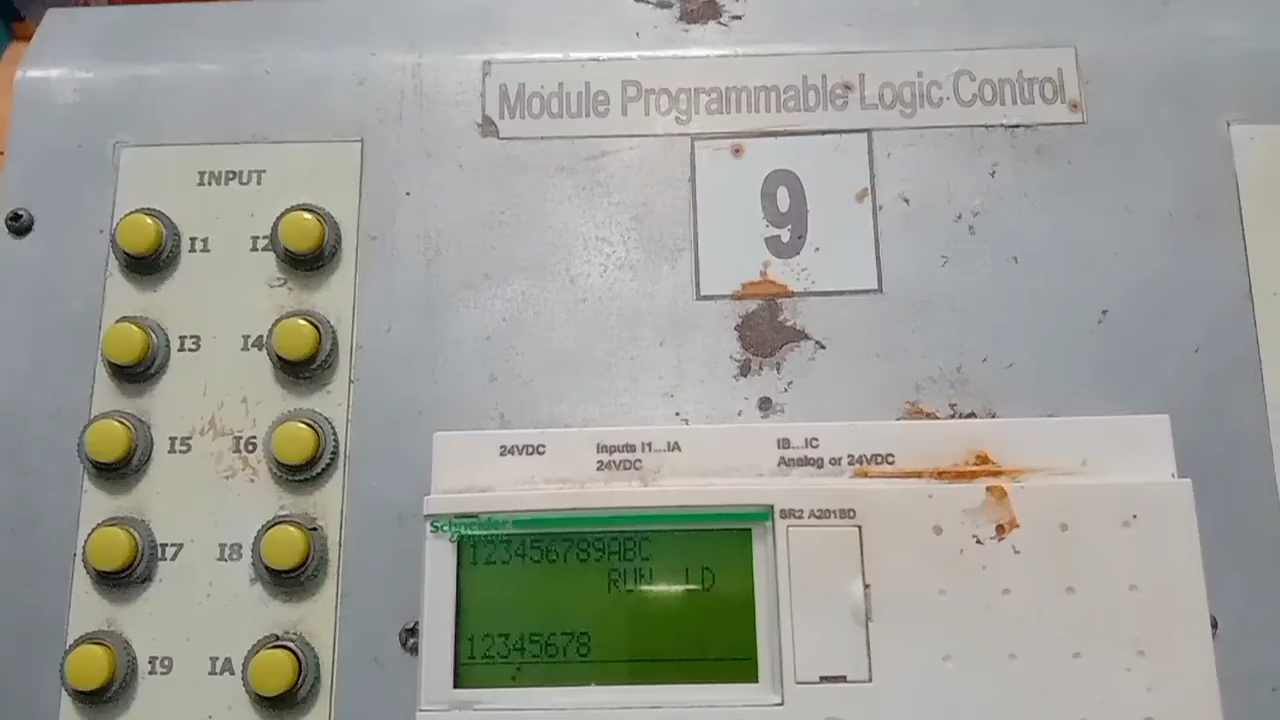 Module Programmable Logic Control
9
INPUT
I1 I2
I3 I4
I5 I6
I7 I8
I9 IA
24VDC
Inputs I1...IA
24VDC
IB...IC
Analog or 24VDC
Schneider
Electric
SR2 A201BD
123456789ABC
RUN LD
12345678